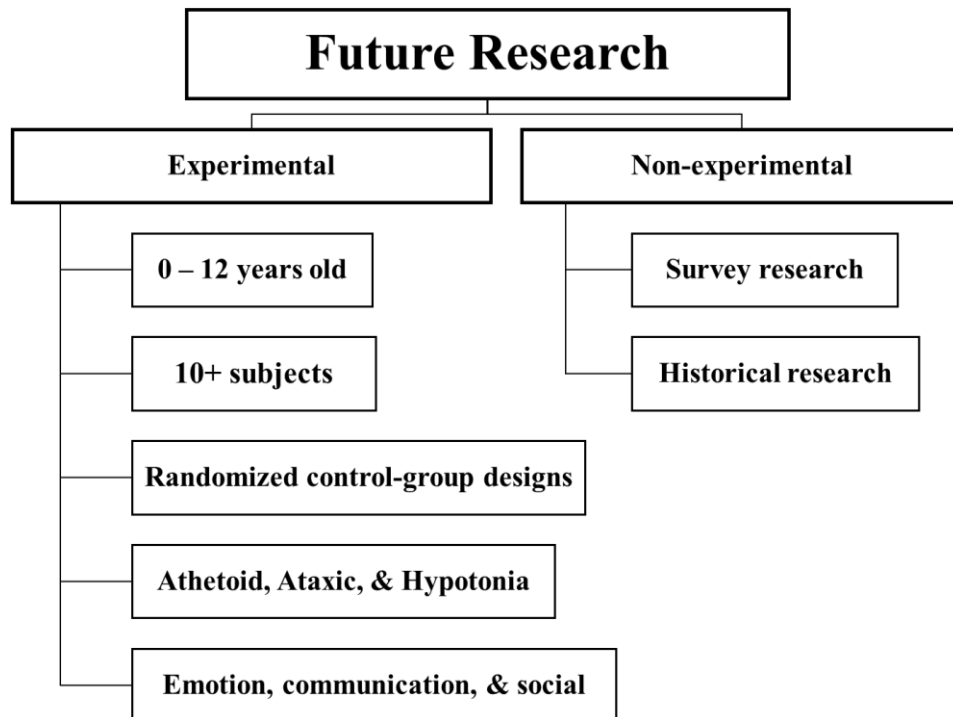 Future Research
Experimental
Non-experimental
0 – 12 years old
Survey research
10+ subjects
Historical research
Randomized control-group designs
Athetoid, Ataxic, & Hypotonia
Emotion, communication, & social